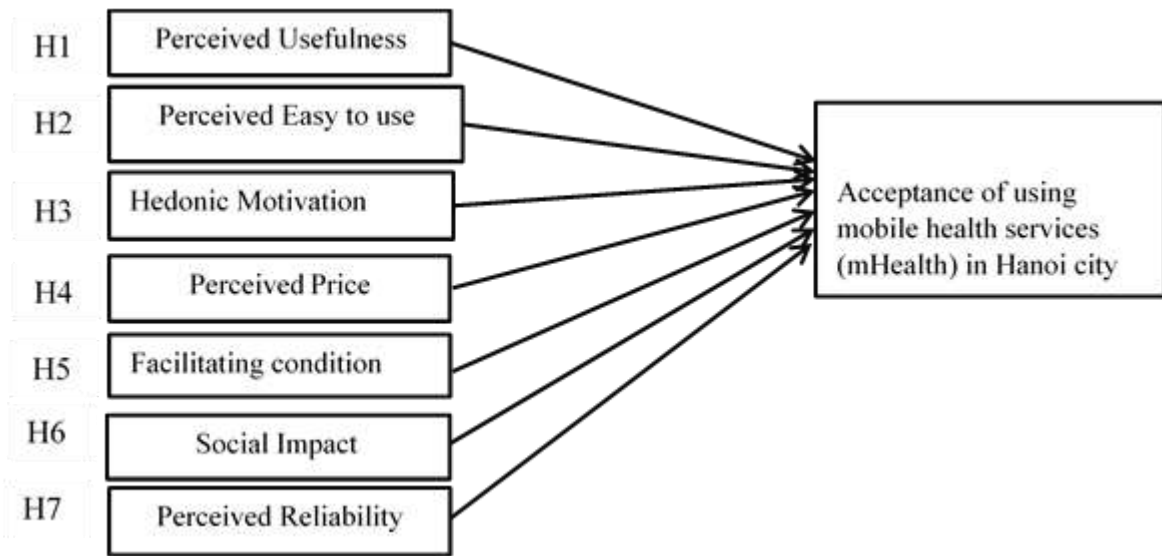 H1
Perceived Usefulness
H2
Perceived Easy to use
H3
Hedonic Motivation
H4
Perceived Price
H5
Facilitating condition
H6
Social Impact
H7
Perceived Reliability
Acceptance of using
mobile health services
(mHealth) in Hanoi city